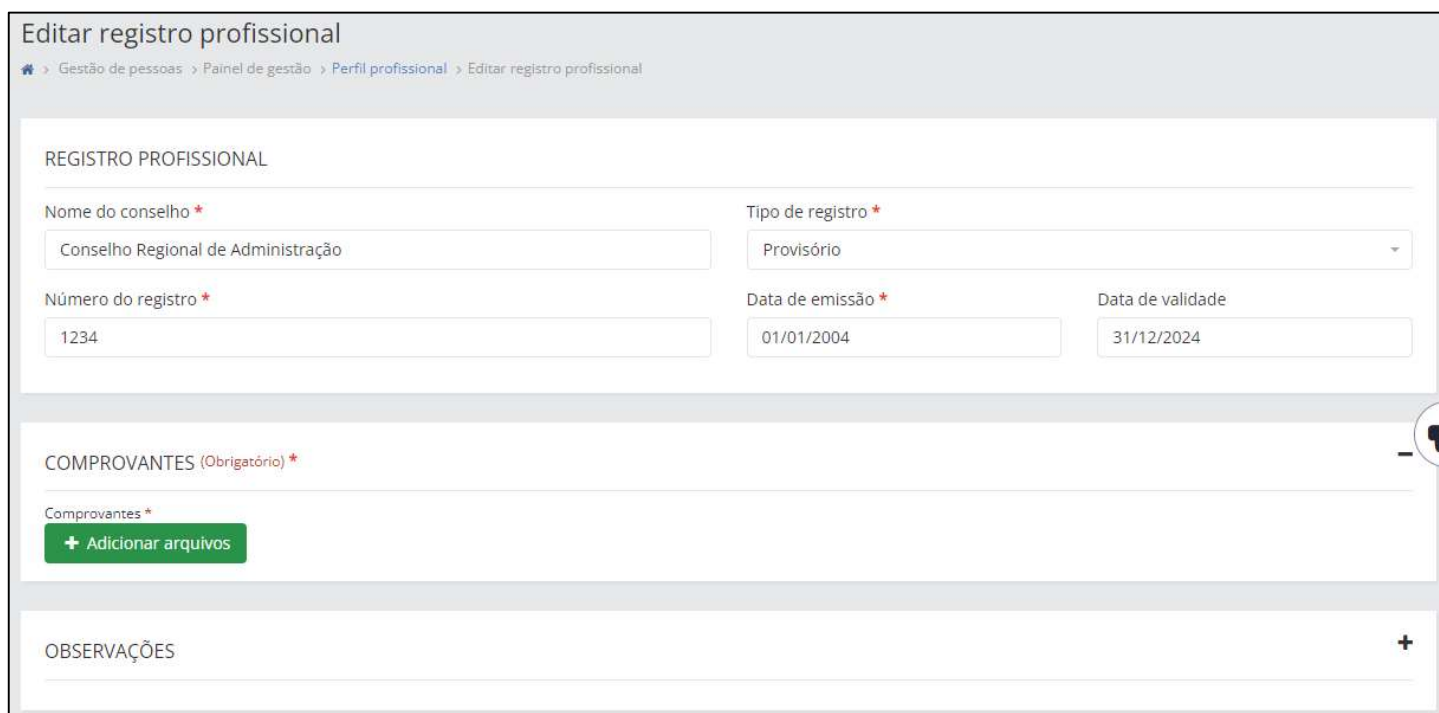 Editar registro profissional
> Gestão de pessoas > Painel de gestão > Perfil profissional > Editar registro profissional
REGISTRO PROFISSIONAL
Nome do conselho *
Tipo de registro *
Conselho Regional de Administração
Provisório
Número do registro *
Data de emissão *
Data de validade
1234
01/01/2004
31/12/2024
COMPROVANTES (Obrigatório) *
Comprovantes *
+ Adicionar arquivos
OBSERVAÇÕES